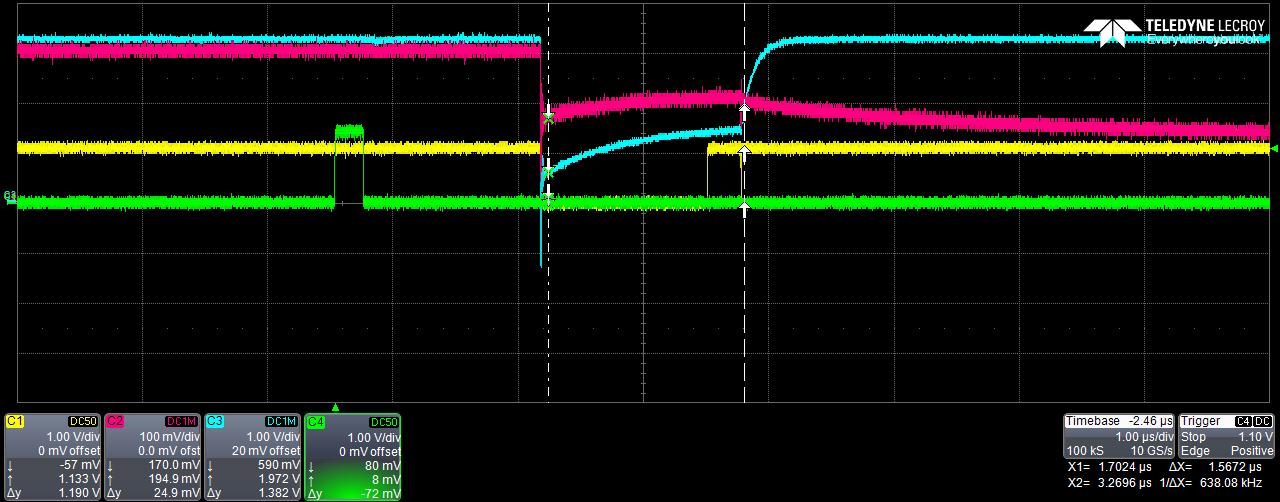 TELEDYNE LECROY
Everywhereyoulook
C3
C1 DC50
1.00 V/div
0 mV offset
↓ -57 mV
↑ 1.133 V
Δy 1.190 V
C2 DC1M
100 mV/div
0.0 mV ofst
↓ 170.0 mV
↑ 194.9 mV
Δy 24.9 mV
C3 DC1M
1.00 V/div
20 mV offset
↓ 590 mV
↑ 1.972 V
Δy 1.382 V
C4 DC50
1.00 V/div
0 mV offset
↓ 80 mV
↑ 8 mV
Δy -72 mV
Timebase -2.46 µs
1.00 µs/div
100 kS 10 GS/s
Trigger C4 DC
Stop 1.10 V
Edge Positive
X1= 1.7024 µs ΔX= 1.5672 µs
X2= 3.2696 µs 1/ΔX= 638.08 kHz